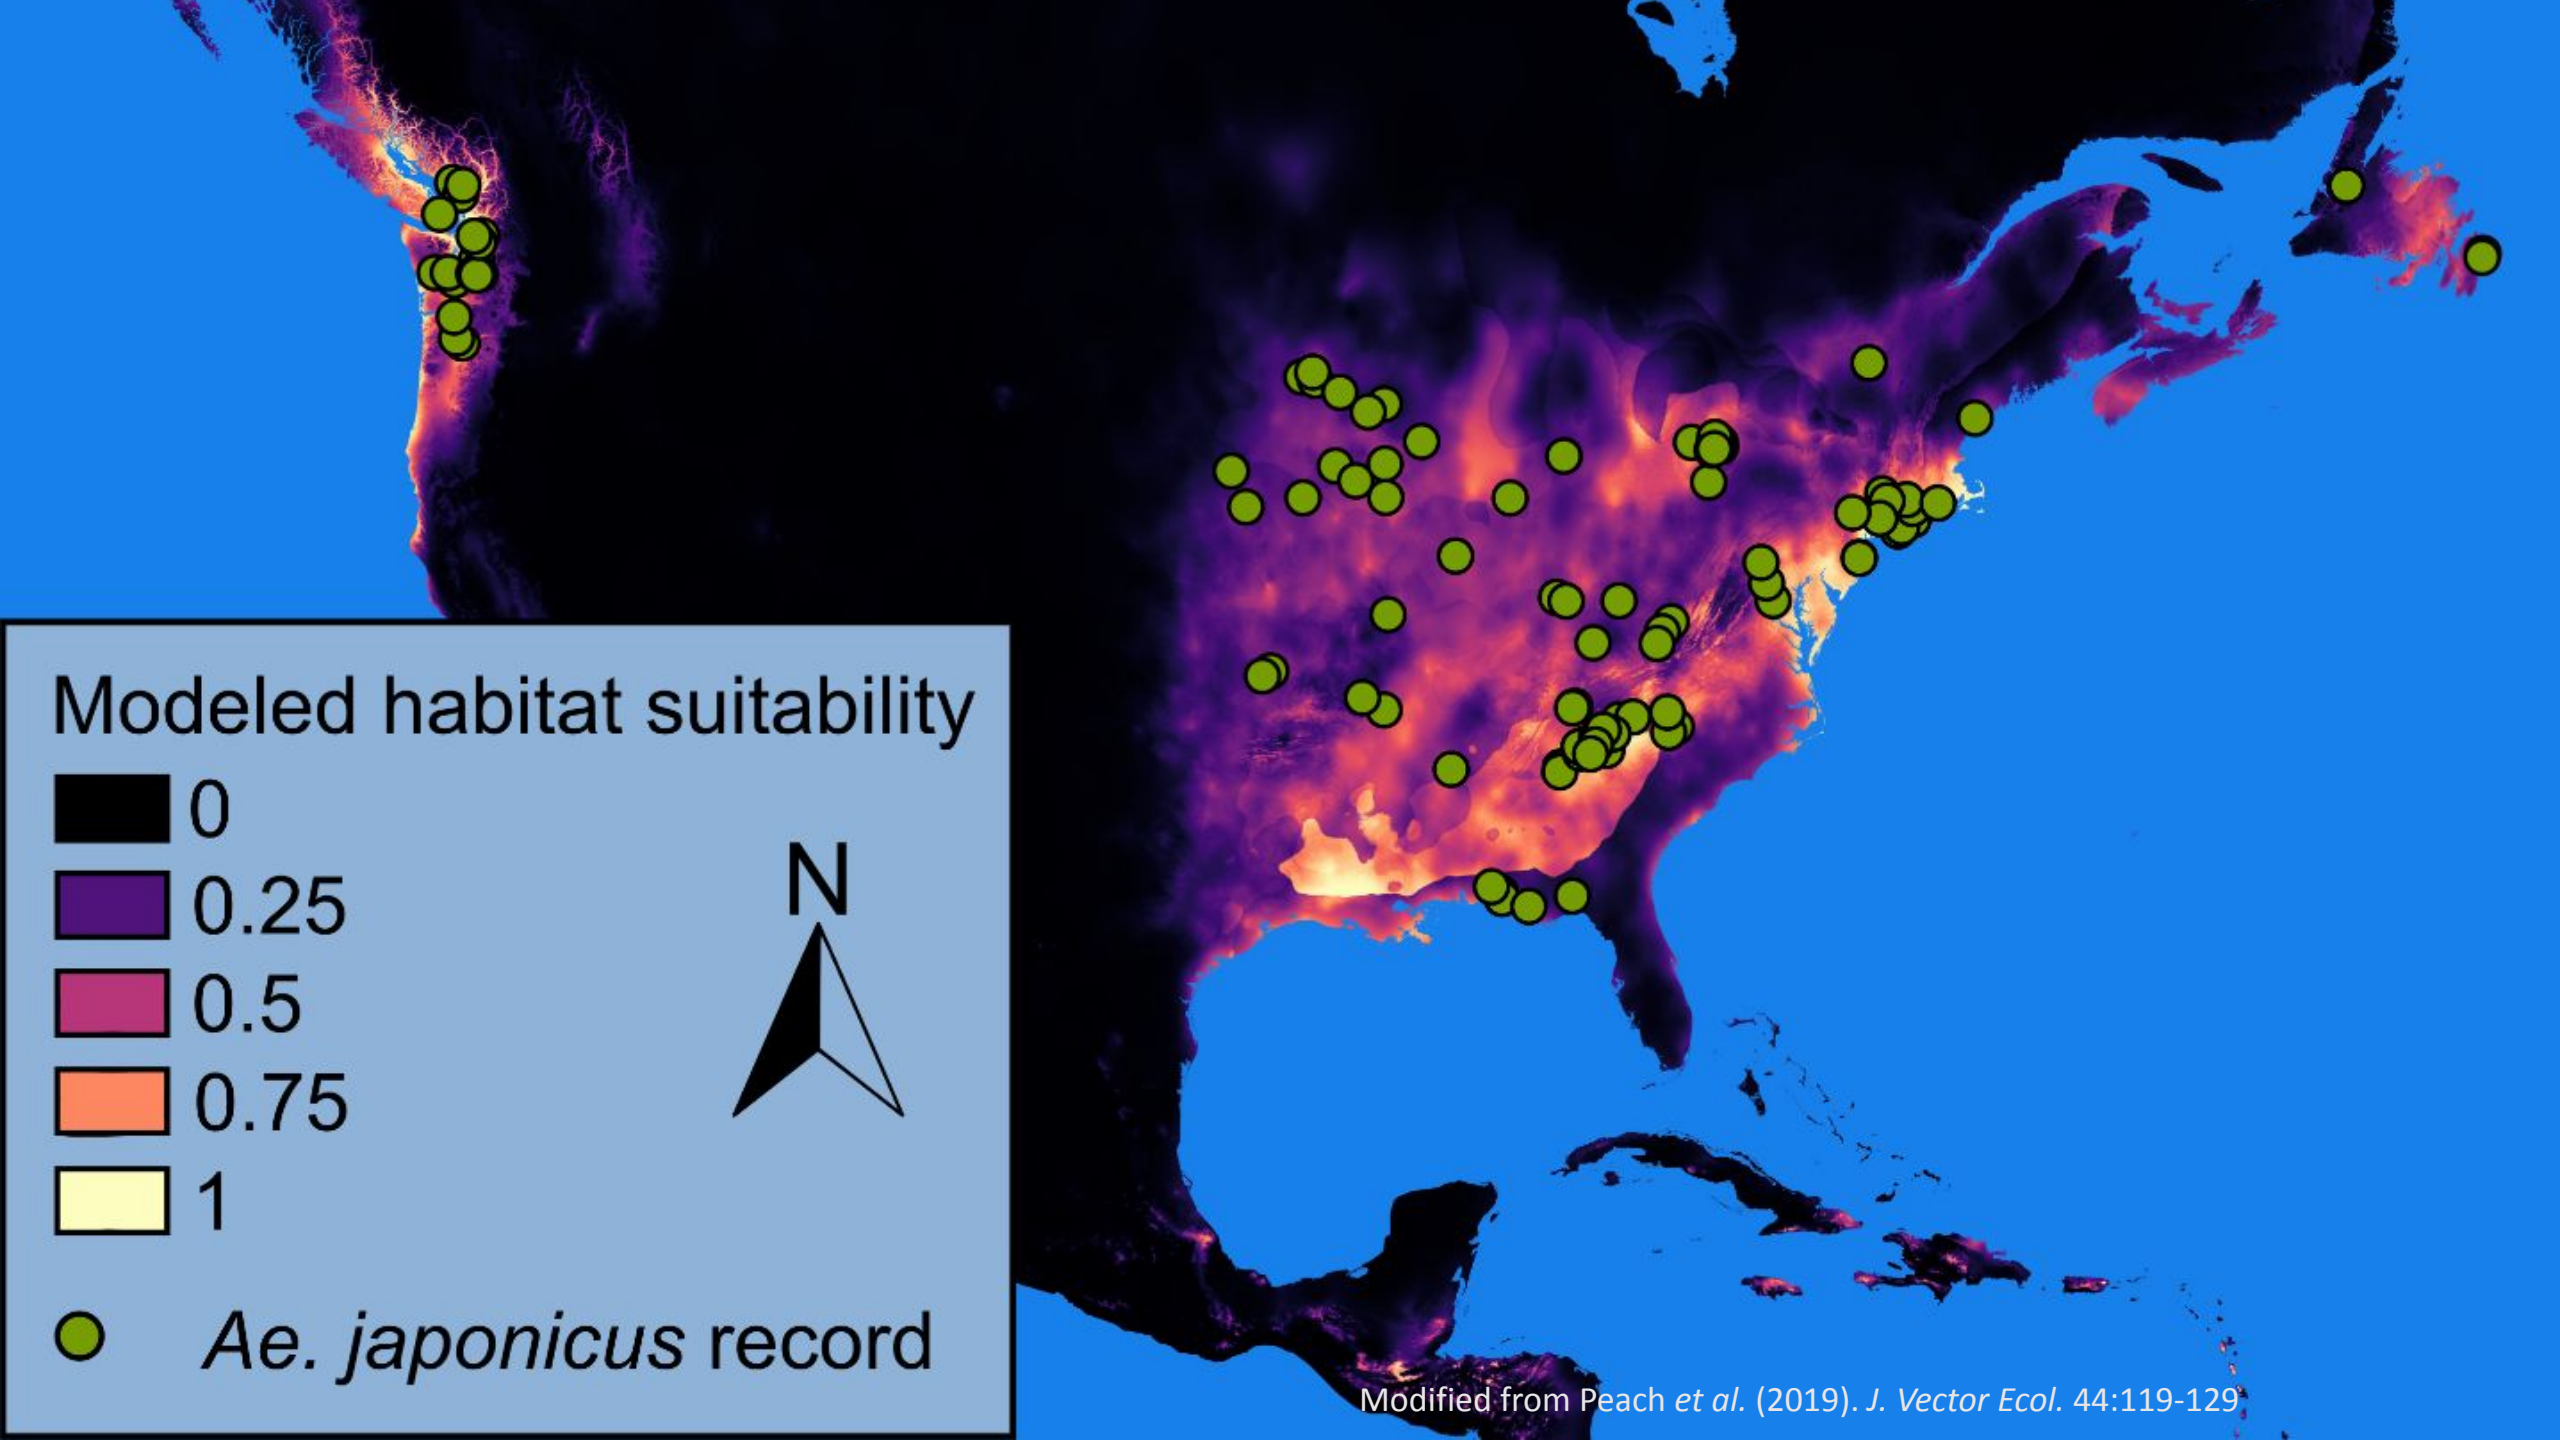 Modeled habitat suitability
0
0.25
0.5
0.75
1
N
Ae. japonicus record
Modified from Peach et al. (2019). J. Vector Ecol. 44:119-129